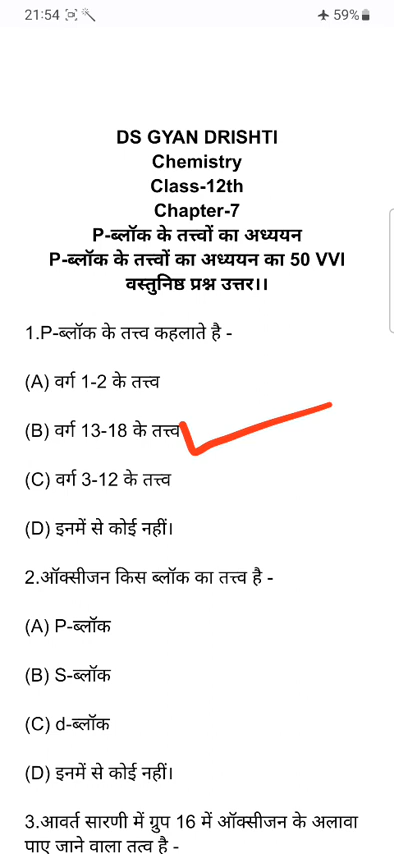 21:54
59%
DS GYAN DRISHTI
Chemistry
Class-12th
Chapter-7
P-ब्लॉक के तत्त्वों का अध्ययन
P-ब्लॉक के तत्त्वों का अध्ययन का 50 VVI
वस्तुनिष्ठ प्रश्न उत्तर।।
1.P-ब्लॉक के तत्त्व कहलाते है -
(A) वर्ग 1-2 के तत्त्व
(B) वर्ग 13-18 के तत्त्व
(C) वर्ग 3-12 के तत्त्व
(D) इनमें से कोई नहीं।
2.ऑक्सीजन किस ब्लॉक का तत्त्व है -
(A) P-ब्लॉक
(B) S-ब्लॉक
(C) d-ब्लॉक
(D) इनमें से कोई नहीं।
3.आवर्त सारणी में ग्रुप 16 में ऑक्सीजन के अलावा
पाए जाने वाला तत्व है -